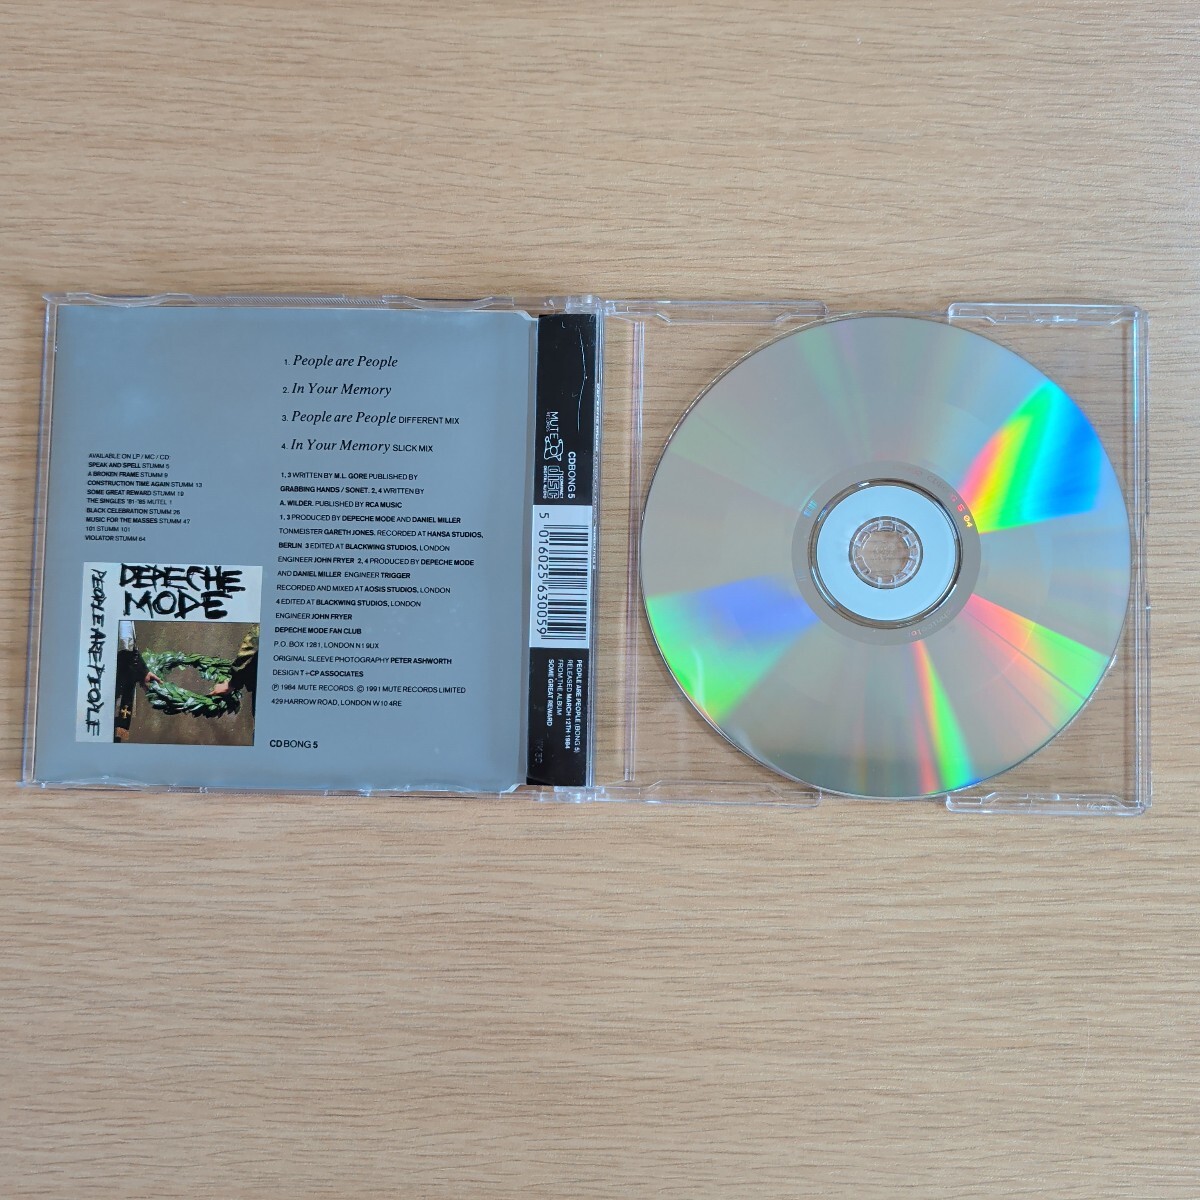 1. People are People
2. In Your Memory
3. People are People DIFFERENT MIX
4. In Your Memory SLICK MIX
AVAILABLE ON LP / MC / CD:
SPEAK AND SPELL STUMM 5
A BROKEN FRAME STUMM 9
CONSTRUCTION TIME AGAIN STUMM 13
SOME GREAT REWARD STUMM 19
THE SINGLES '81-'85 MUTEL 1
BLACK CELEBRATION STUMM 26
MUSIC FOR THE MASSES STUMM 47
101 STUMM 101
VIOLATOR STUMM 64
1, 3 WRITTEN BY M.L. GORE PUBLISHED BY
GRABBING HANDS / SONET. 2, 4 WRITTEN BY
A. WILDER. PUBLISHED BY RCA MUSIC
1, 3 PRODUCED BY DEPECHE MODE AND DANIEL MILLER
TONMEISTER GARETH JONES. RECORDED AT HANSA STUDIOS,
BERLIN 3 EDITED AT BLACKWING STUDIOS, LONDON
ENGINEER JOHN FRYER 2, 4 PRODUCED BY DEPECHE MODE
AND DANIEL MILLER ENGINEER TRIGGER
RECORDED AND MIXED AT AOSIS STUDIOS, LONDON
4 EDITED AT BLACKWING STUDIOS, LONDON
ENGINEER JOHN FRYER
DEPECHE MODE FAN CLUB
P.O. BOX 1281, LONDON N1 9UX
ORIGINAL SLEEVE PHOTOGRAPHY PETER ASHWORTH
DESIGN T+CP ASSOCIATES
℗ 1984 MUTE RECORDS. © 1991 MUTE RECORDS LIMITED
429 HARROW ROAD, LONDON W10 4RE.
CDBONG 5
DEPECHE
MODE
PEOPLE ARE PEOPLE
CDBONG 5
MUTE
COMPACT
disc
DIGITAL AUDIO
5 016025 630059
PEOPLE ARE PEOPLE (BONG 5)
RELEASED MARCH 12TH 1984
FROM THE ALBUM
SOME GREAT REWARD